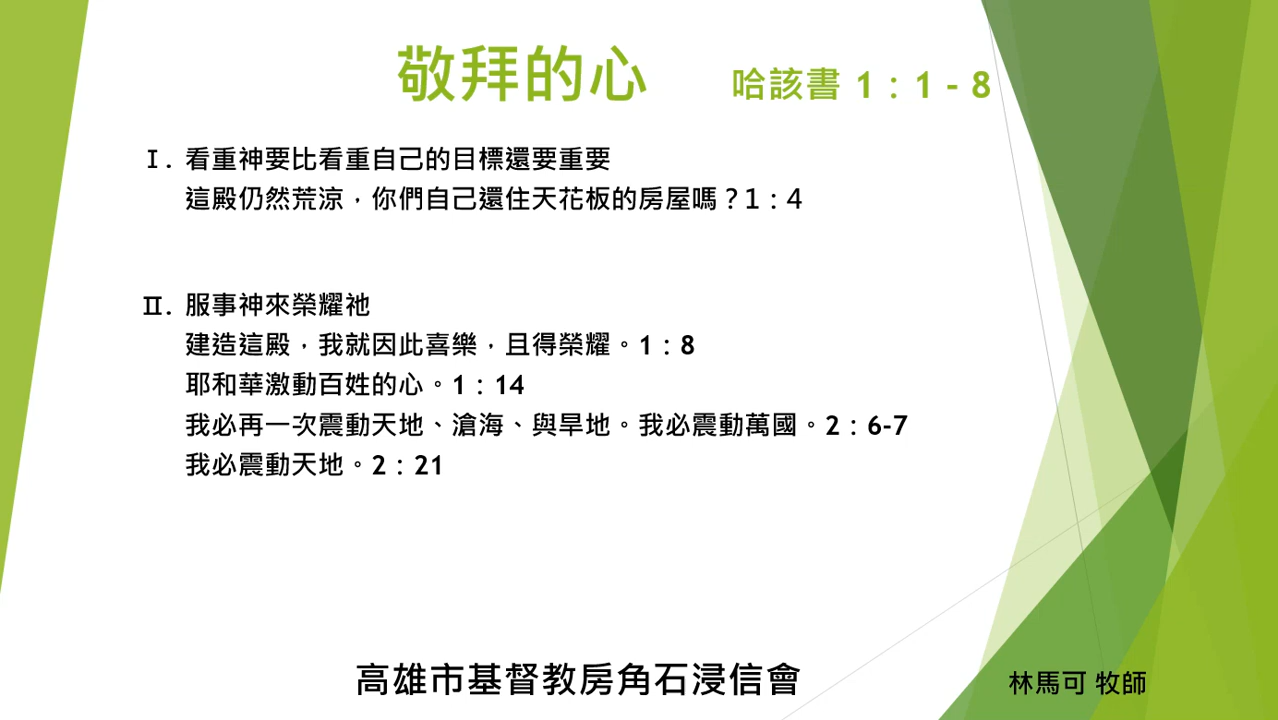 敬拜的心 哈該書 1：1-8
Ⅰ. 看重神要比看重自己的目標還要重要
這殿仍然荒涼，你們自己還住天花板的房屋嗎？1：4
Ⅱ. 服事神來榮耀祂
建造這殿，我就因此喜樂，且得榮耀。1：8
耶和華激動百姓的心。1：14
我必再一次震動天地、滄海、與旱地。我必震動萬國。2：6-7
我必震動天地。2：21
高雄市基督教房角石浸信會
林馬可 牧師